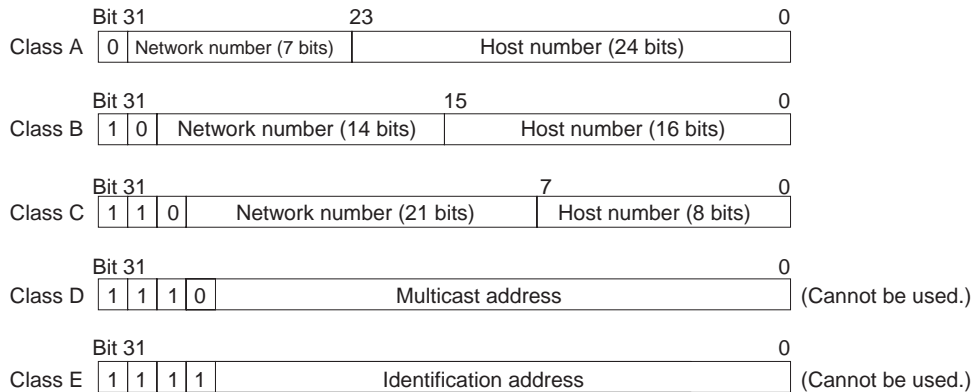 Bit 31 23 0
Class A 0 Network number (7 bits) Host number (24 bits)
Bit 31 15 0
Class B 1 0 Network number (14 bits) Host number (16 bits)
Bit 31 7 0
Class C 1 1 0 Network number (21 bits) Host number (8 bits)
Bit 31 0
Class D 1 1 1 0 Multicast address (Cannot be used.)
Bit 31 0
Class E 1 1 1 1 Identification address (Cannot be used.)